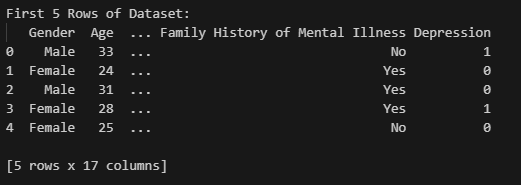 First 5 Rows of Dataset:
Gender Age ... Family History of Mental Illness Depression
0 Male 33 ... No 1
1 Female 24 ... Yes 0
2 Male 31 ... Yes 0
3 Female 28 ... Yes 1
4 Female 25 ... No 0
[5 rows x 17 columns]